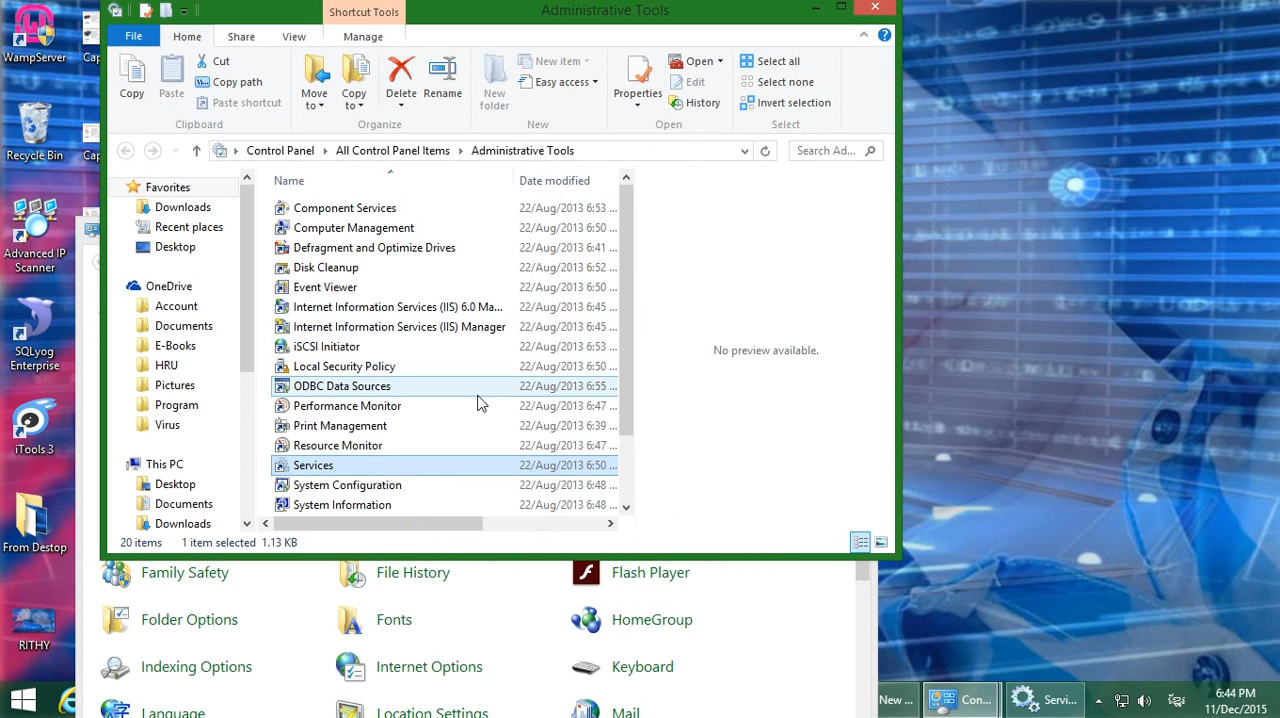 Shortcut Tools
Administrative Tools
File
Home
Share
View
Manage
Copy
Paste
Cut
Copy path
Paste shortcut
Clipboard
Move to
Copy to
Delete
Rename
Organize
New folder
New item
Easy access
New
Properties
Open
Edit
History
Open
Select all
Select none
Invert selection
Select
Control Panel
All Control Panel Items
Administrative Tools
Search Ad...
Favorites
Downloads
Recent places
Desktop
OneDrive
Account
Documents
E-Books
HRU
Pictures
Program
Virus
This PC
Desktop
Documents
Downloads
Name Date modified
Component Services 22/Aug/2013 6:53 ...
Computer Management 22/Aug/2013 6:50 ...
Defragment and Optimize Drives 22/Aug/2013 6:41 ...
Disk Cleanup 22/Aug/2013 6:52 ...
Event Viewer 22/Aug/2013 6:50 ...
Internet Information Services (IIS) 6.0 Ma... 22/Aug/2013 6:45 ...
Internet Information Services (IIS) Manager 22/Aug/2013 6:45 ...
iSCSI Initiator 22/Aug/2013 6:53 ...
Local Security Policy 22/Aug/2013 6:50 ...
ODBC Data Sources 22/Aug/2013 6:55 ...
Performance Monitor 22/Aug/2013 6:47 ...
Print Management 22/Aug/2013 6:39 ...
Resource Monitor 22/Aug/2013 6:47 ...
Services 22/Aug/2013 6:50 ...
System Configuration 22/Aug/2013 6:48 ...
System Information 22/Aug/2013 6:48 ...
No preview available.
20 items 1 item selected 1.13 KB
Family Safety
File History
Flash Player
Folder Options
Fonts
HomeGroup
Indexing Options
Internet Options
Keyboard
Language
Location Settings
Mail
WampServer
Cap
Recycle Bin
Cap
Advanced IP
Scanner
SQLyog
Enterprise
iTools 3
From Destop
RITHY
New ...
Con...
Servi...
6:44 PM
11/Dec/2015